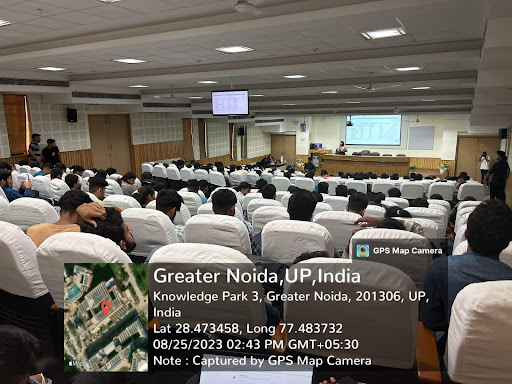 GPS Map Camera
Greater Noida,UP,India
Knowledge Park 3, Greater Noida, 201306, UP,
India
Lat 28.473458, Long 77.483732
08/25/2023 02:43 PM GMT+05:30
Note : Captured by GPS Map Camera